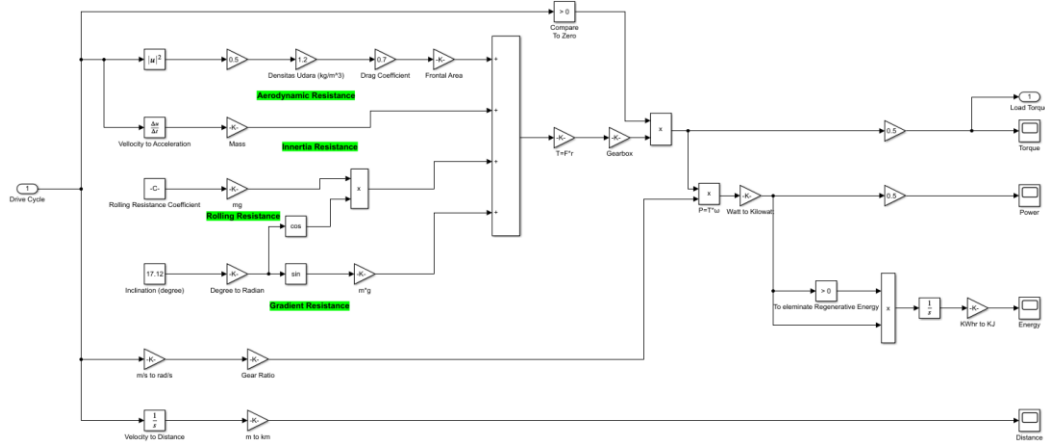 > 0
Compare
To Zero
|u|²
0.5
1.2
0.7
-K-
Densitas Udara (kg/m^3)
Drag Coefficient
Frontal Area
Aerodynamic Resistance
+
Δu
Δt
-K-
Vellocity to Acceleration
Mass
+
Innertia Resistance
1
Drive Cycle
-C-
-K-
Rolling Resistance Coefficient
mg
x
+
Rolling Resistance
cos
17.12
-K-
sin
-K-
+
Inclination (degree)
Degree to Radian
m*g
Gradient Resistance
-K-
T=F*r
-K-
Gearbox
x
0.5
1
Load Torque
Torque
x
P=T*ω
-K-
Watt to Kilowatt
0.5
Power
> 0
To eleminate Regenerative Energy
x
1
s
-K-
KWhr to KJ
Energy
-K-
m/s to rad/s
-K-
Gear Ratio
1
s
Velocity to Distance
-K-
m to km
Distance